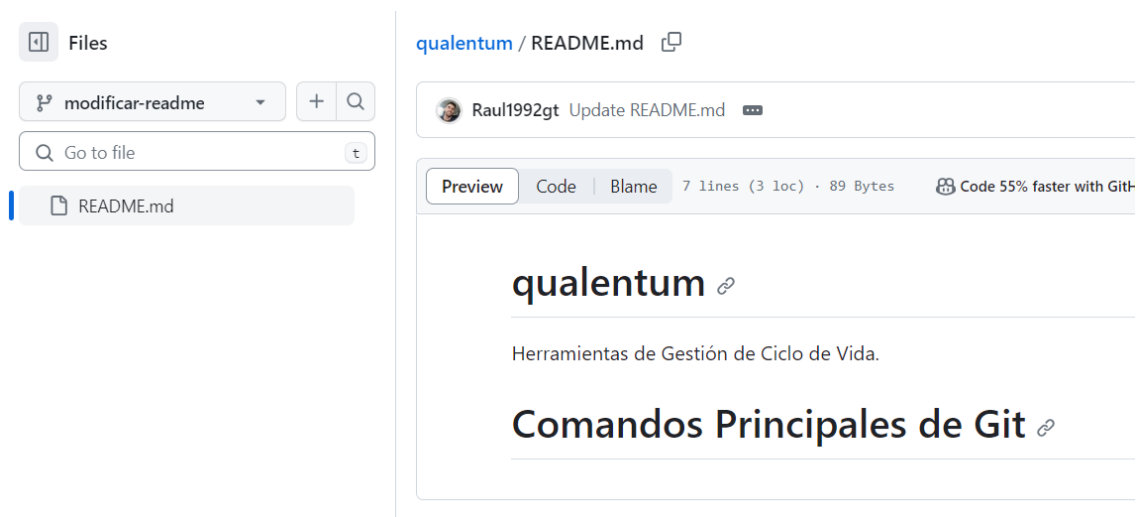 Files
qualentum / README.md
modificar-readme
Raul1992gt Update README.md
Go to file t
Preview Code Blame 7 lines (3 loc) · 89 Bytes Code 55% faster with GitH
README.md
qualentum
Herramientas de Gestión de Ciclo de Vida.
Comandos Principales de Git